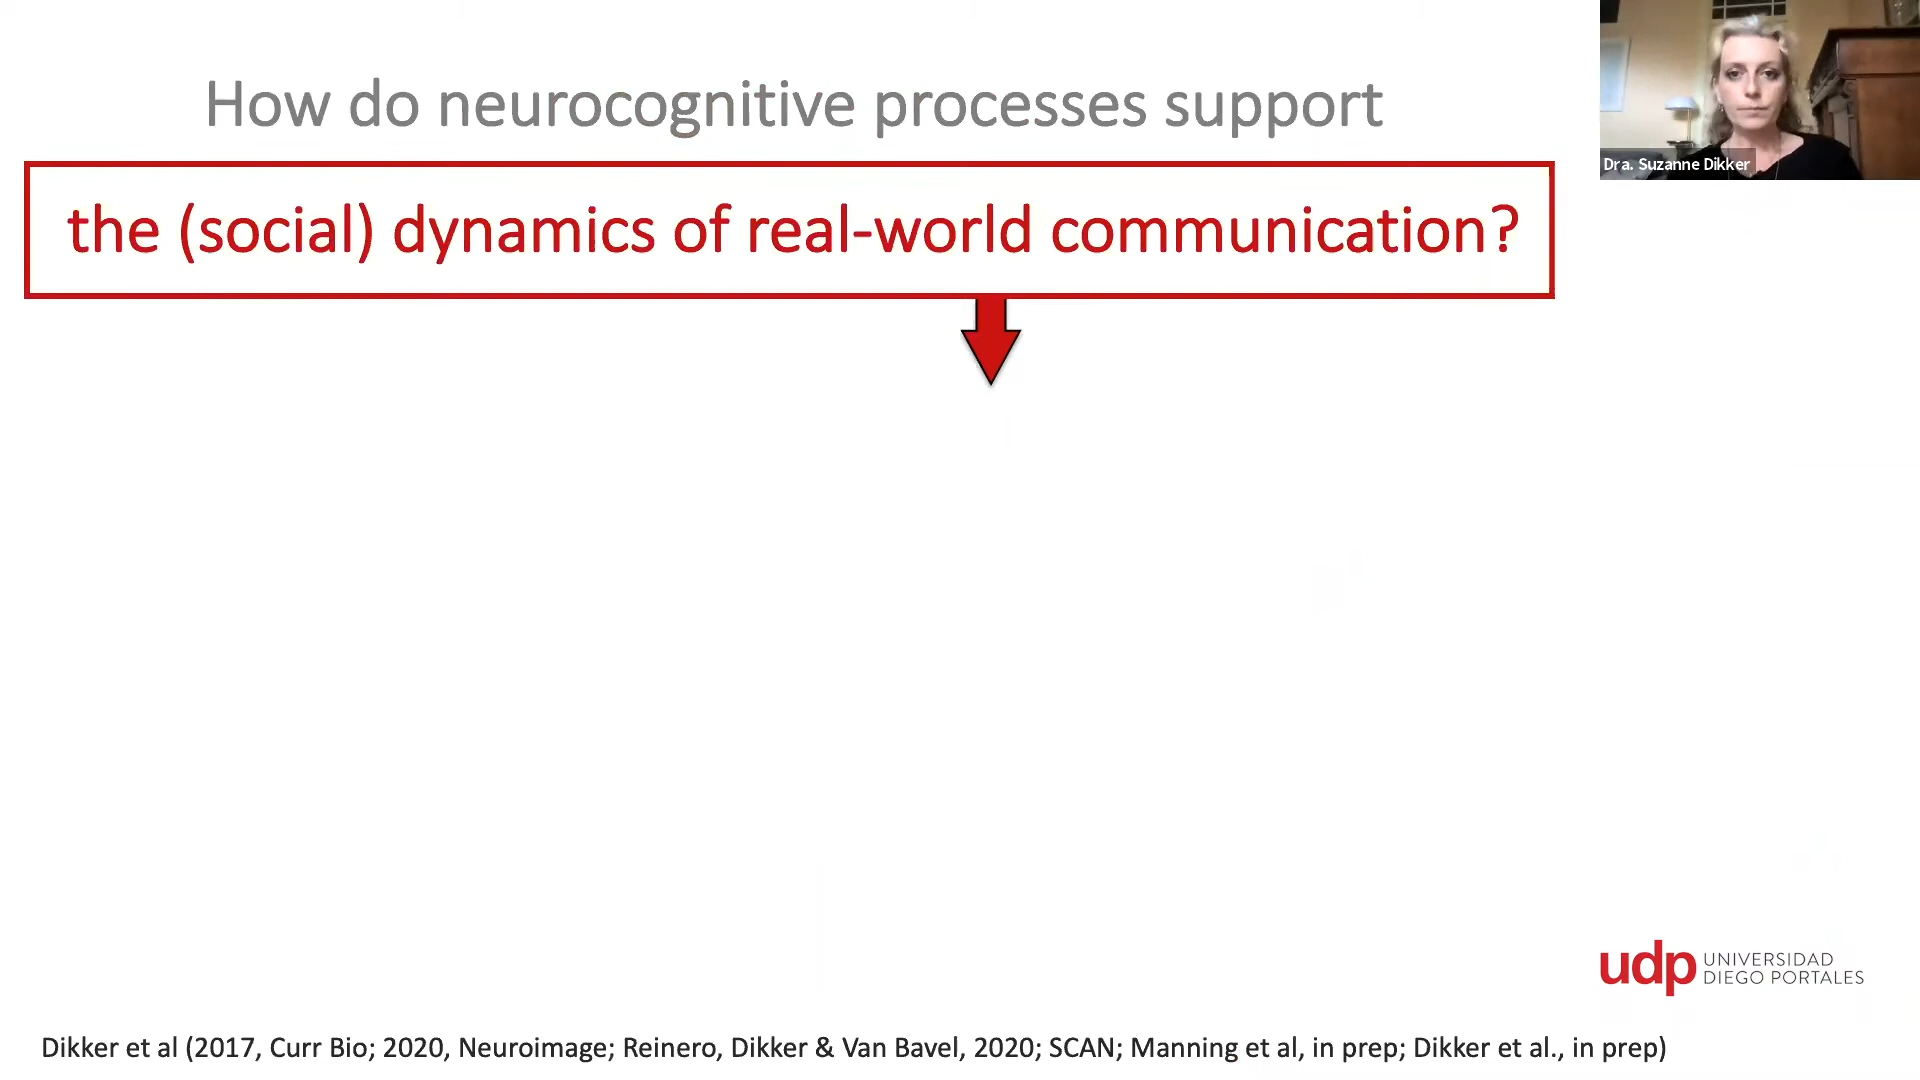 How do neurocognitive processes support
the (social) dynamics of real-world communication?
Dra. Suzanne Dikker
udp UNIVERSIDAD
DIEGO PORTALES
Dikker et al (2017, Curr Bio; 2020, Neuroimage; Reinero, Dikker & Van Bavel, 2020; SCAN; Manning et al, in prep; Dikker et al., in prep)